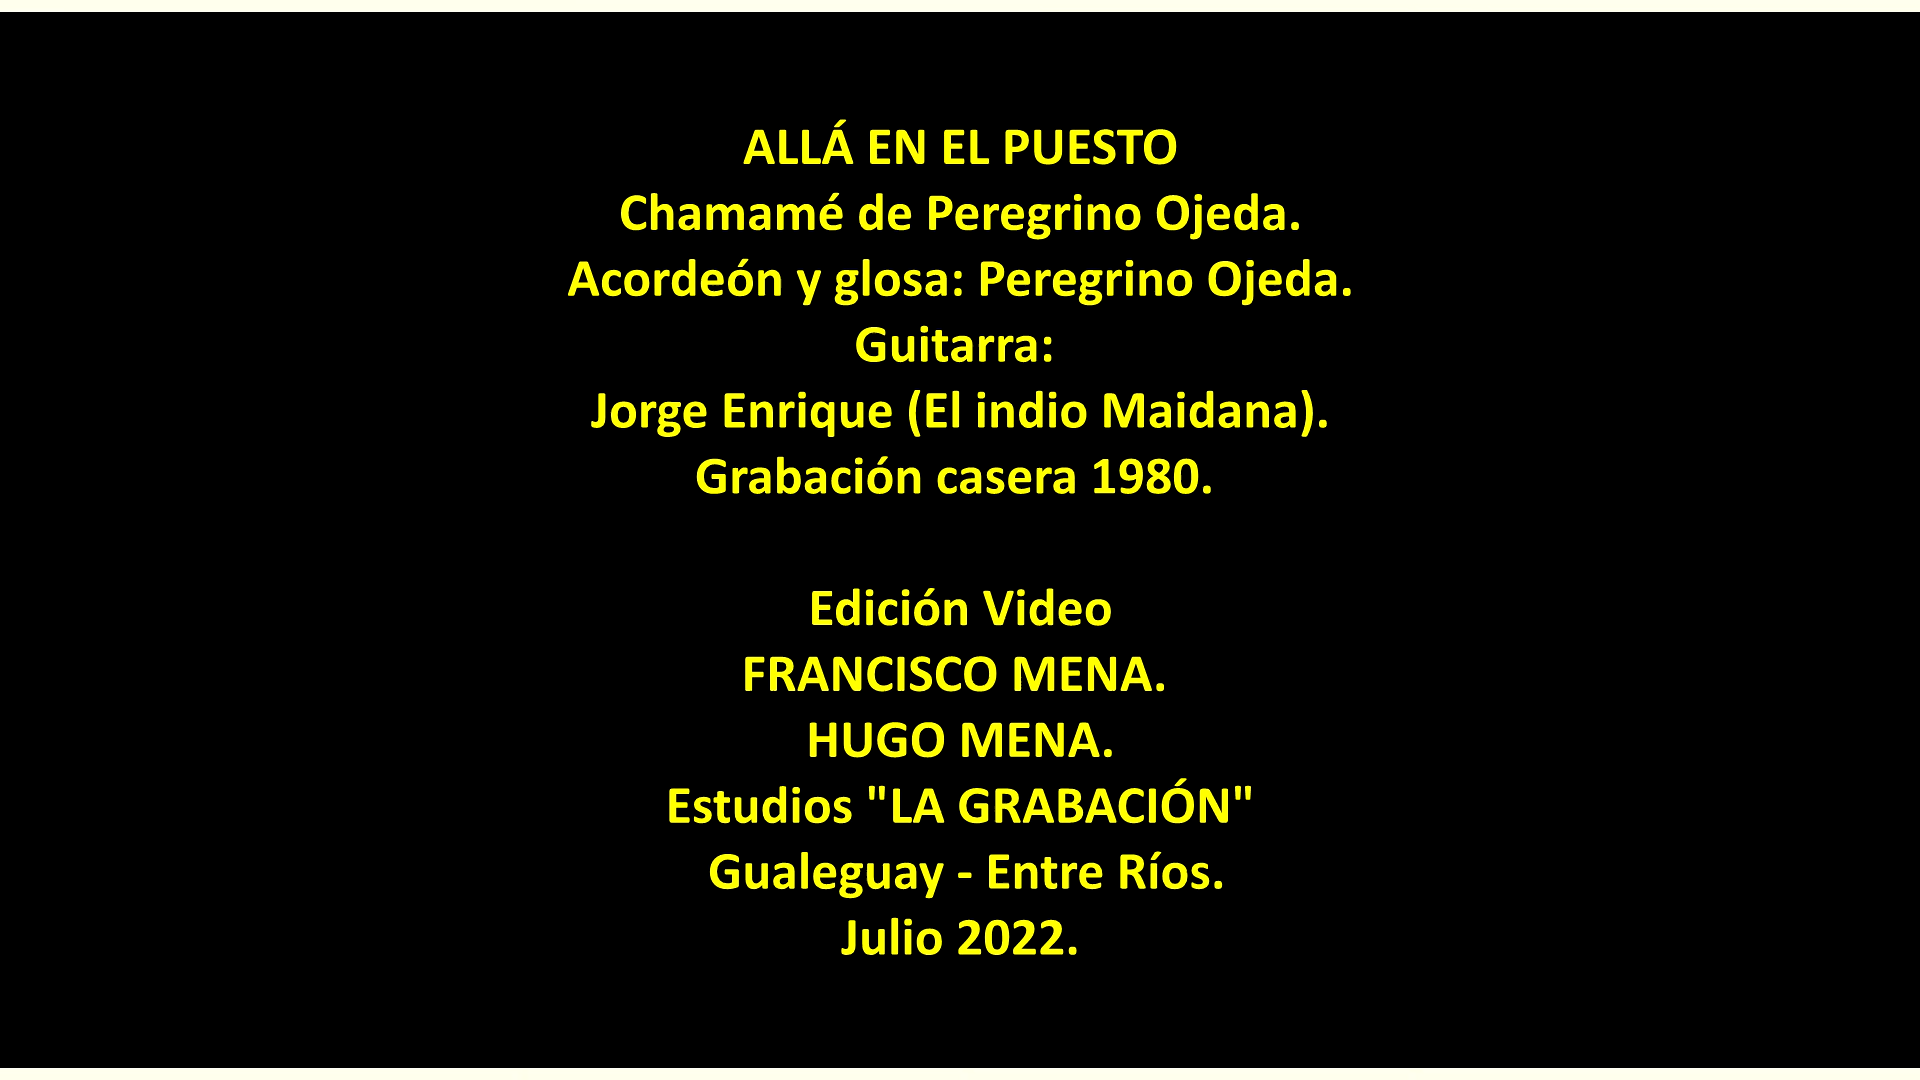 ALLÁ EN EL PUESTO
Chamamé de Peregrino Ojeda.
Acordeón y glosa: Peregrino Ojeda.
Guitarra:
Jorge Enrique (El indio Maidana).
Grabación casera 1980.
Edición Video
FRANCISCO MENA.
HUGO MENA.
Estudios "LA GRABACIÓN"
Gualeguay - Entre Ríos.
Julio 2022.